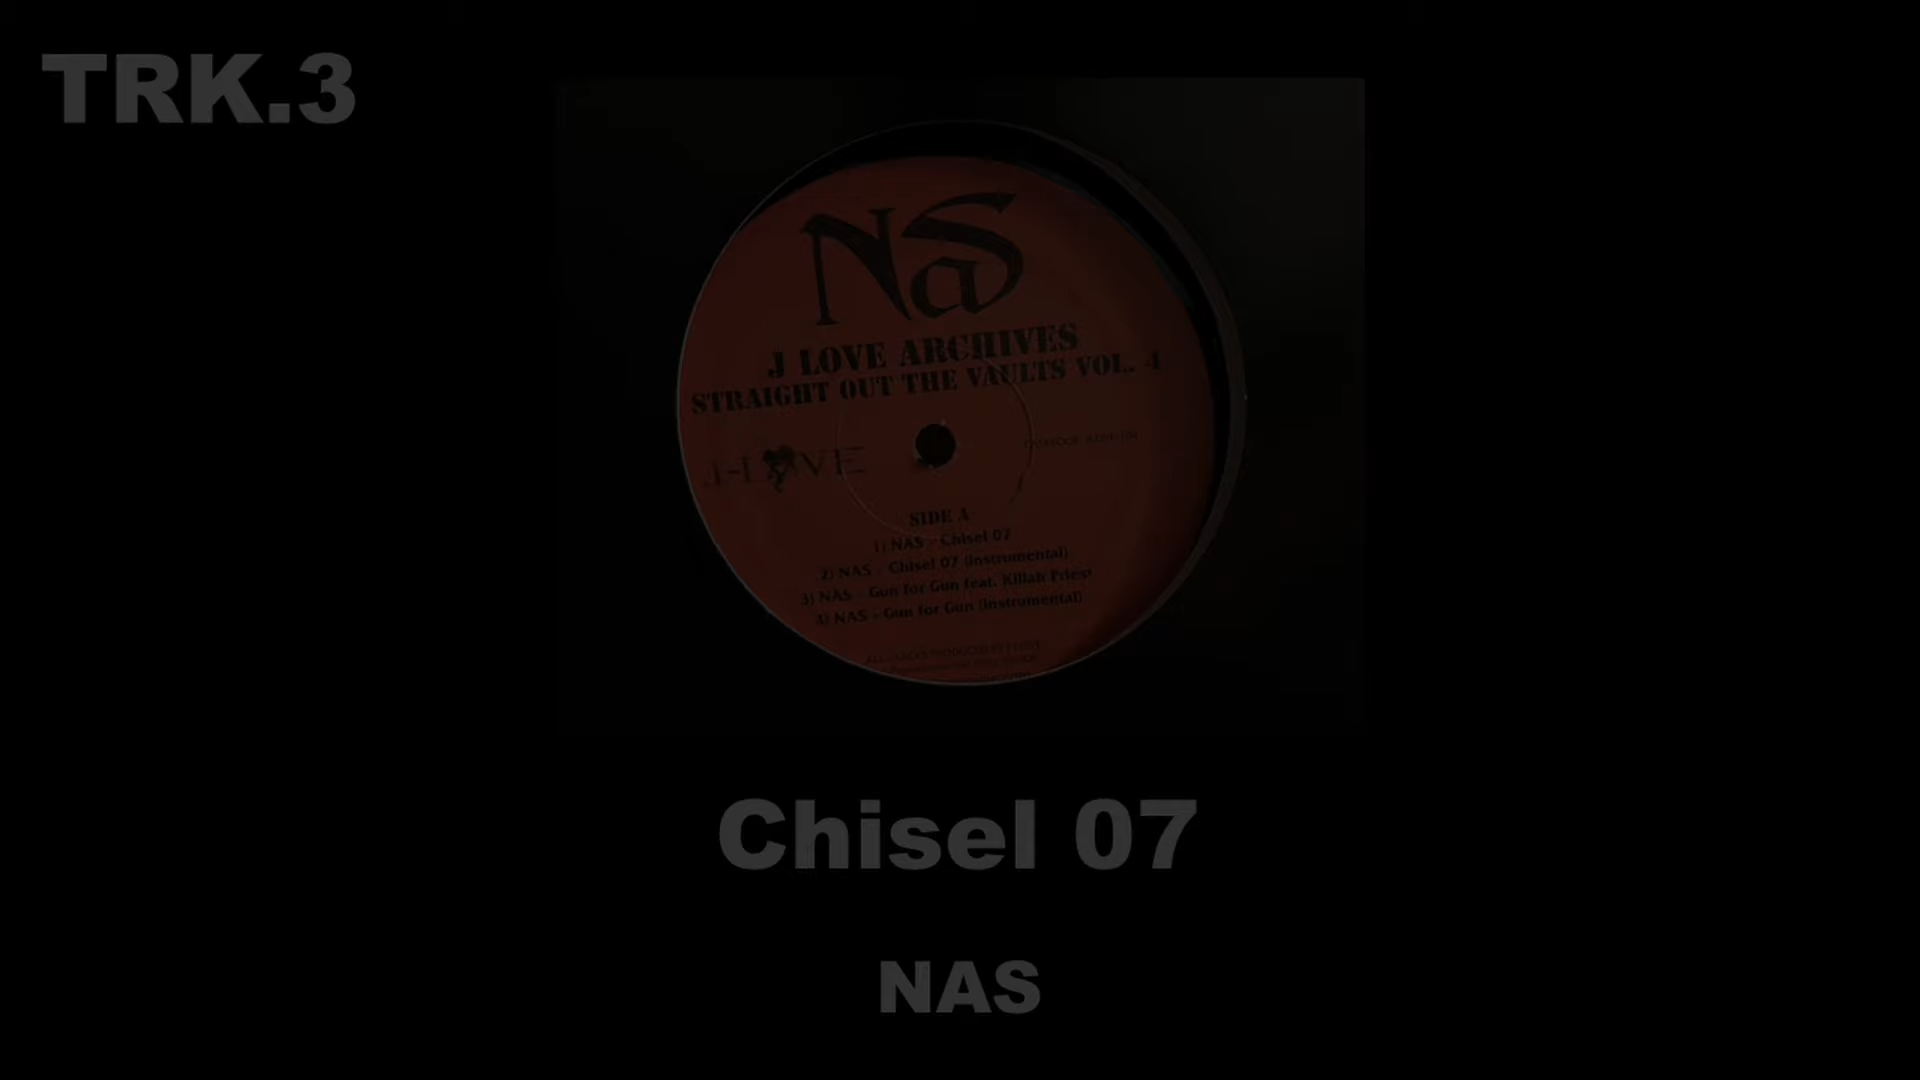 TRK.3
NaS
J LOVE ARCHIVES
STRAIGHT OUT THE VAULTS VOL. 4
J-LOVE
SIDE A
1) NAS - Chisel 07
2) NAS - Chisel 07 (Instrumental)
3) NAS - Gun for Gun feat. Killah Priest
4) NAS - Gun for Gun (Instrumental)
Chisel 07
NAS